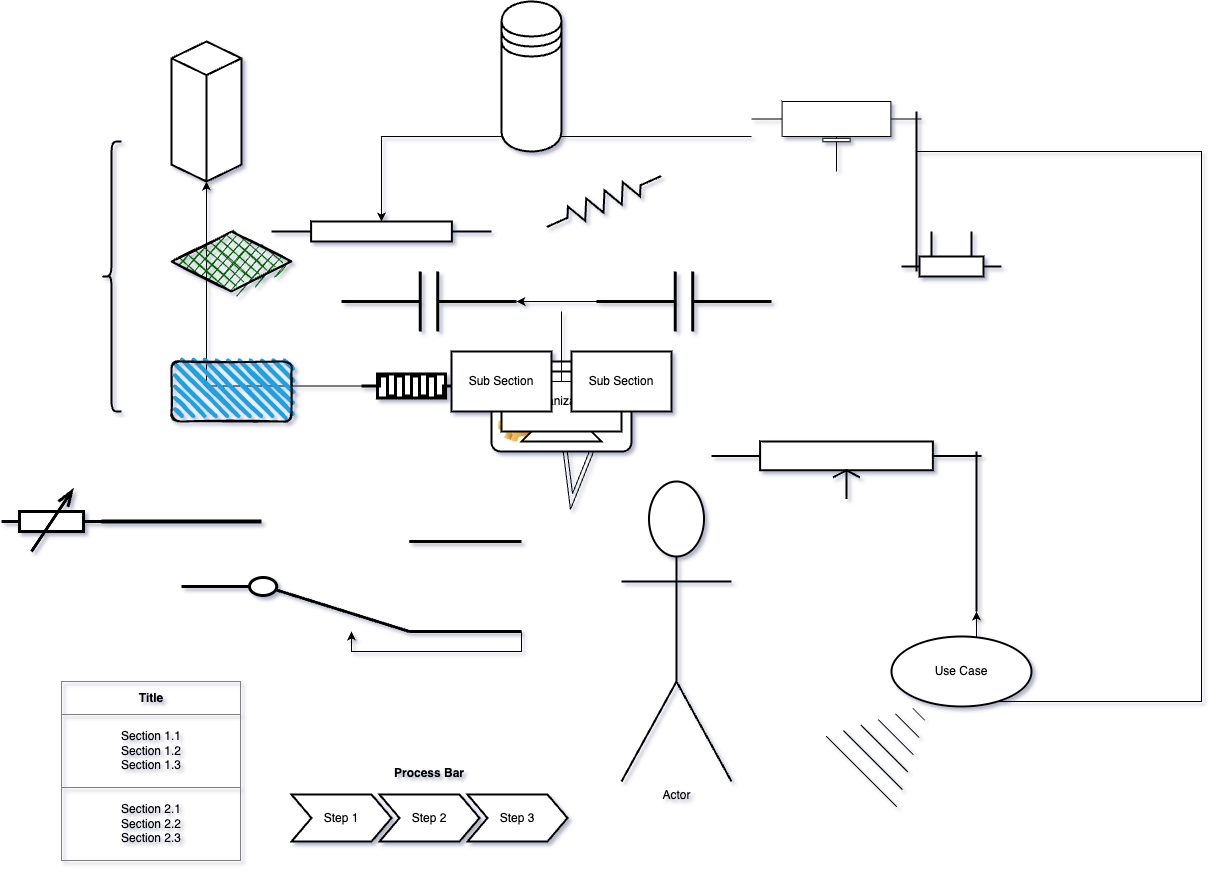 Sub Section
Sub Section
Use Case
Title
Section 1.1
Section 1.2
Section 1.3
Section 2.1
Section 2.2
Section 2.3
Process Bar
Step 1
Step 2
Step 3
Actor